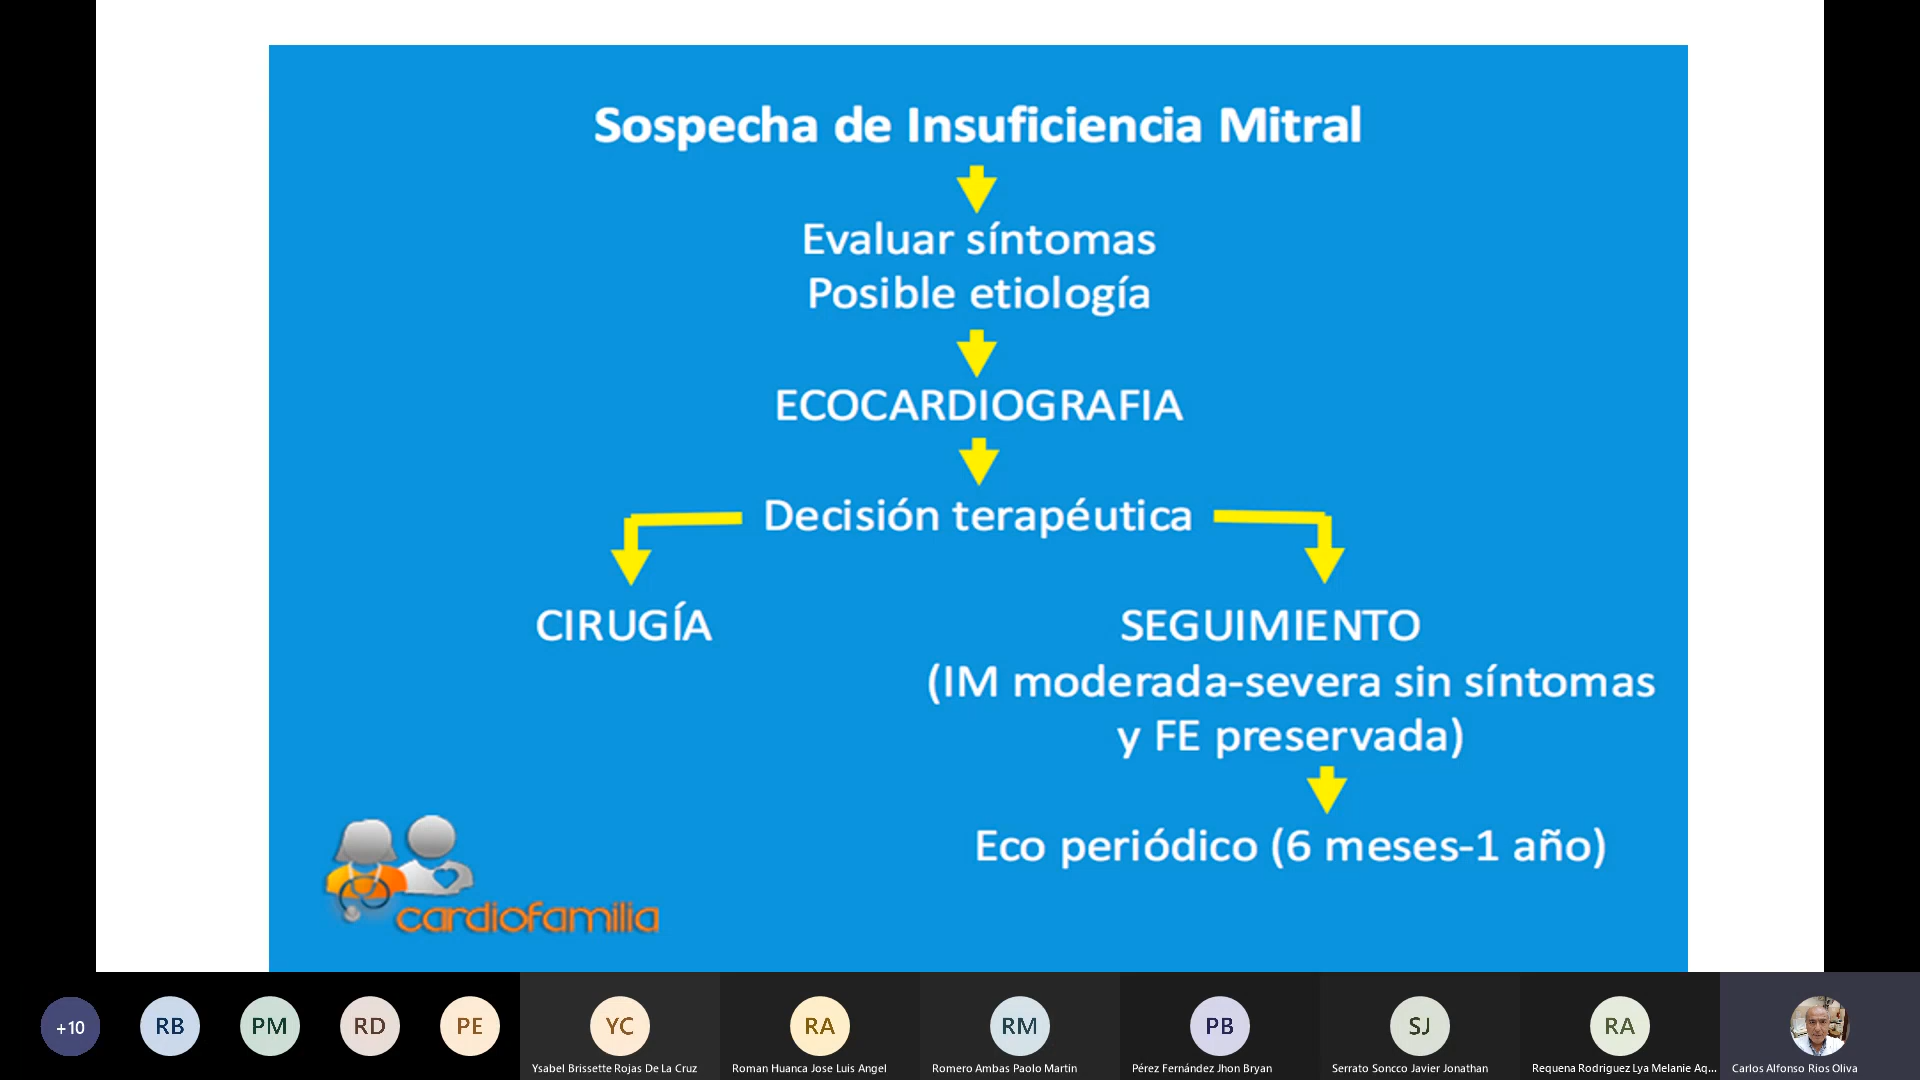 Sospecha de Insuficiencia Mitral
Evaluar síntomas
Posible etiología
ECOCARDIOGRAFIA
Decisión terapéutica
CIRUGÍA
SEGUIMIENTO
(IM moderada-severa sin síntomas
y FE preservada)
Eco periódico (6 meses-1 año)
cardiofamilia
+10
RB
PM
RD
PE
YC
RA
RM
PB
SJ
RA
Ysabel Brissette Rojas De La Cruz
Roman Huanca Jose Luis Angel
Romero Ambas Paolo Martin
Pérez Fernández Jhon Bryan
Serrato Soncco Javier Jonathan
Requena Rodriguez Lya Melanie Aq...
Carlos Alfonso Rios Oliva